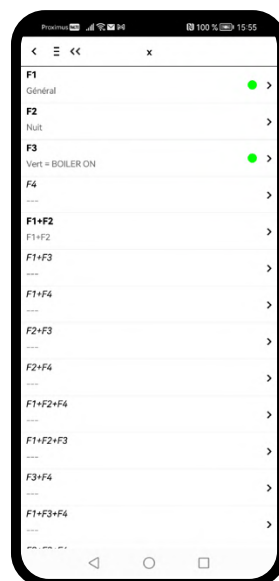 Proximus 100 % 15:55
x
F1
Général
F2
Nuit
F3
Vert = BOILER ON
F4
---
F1+F2
F1+F2
F1+F3
---
F1+F4
---
F2+F3
---
F2+F4
---
F1+F2+F4
---
F1+F2+F3
---
F3+F4
---
F1+F3+F4
---